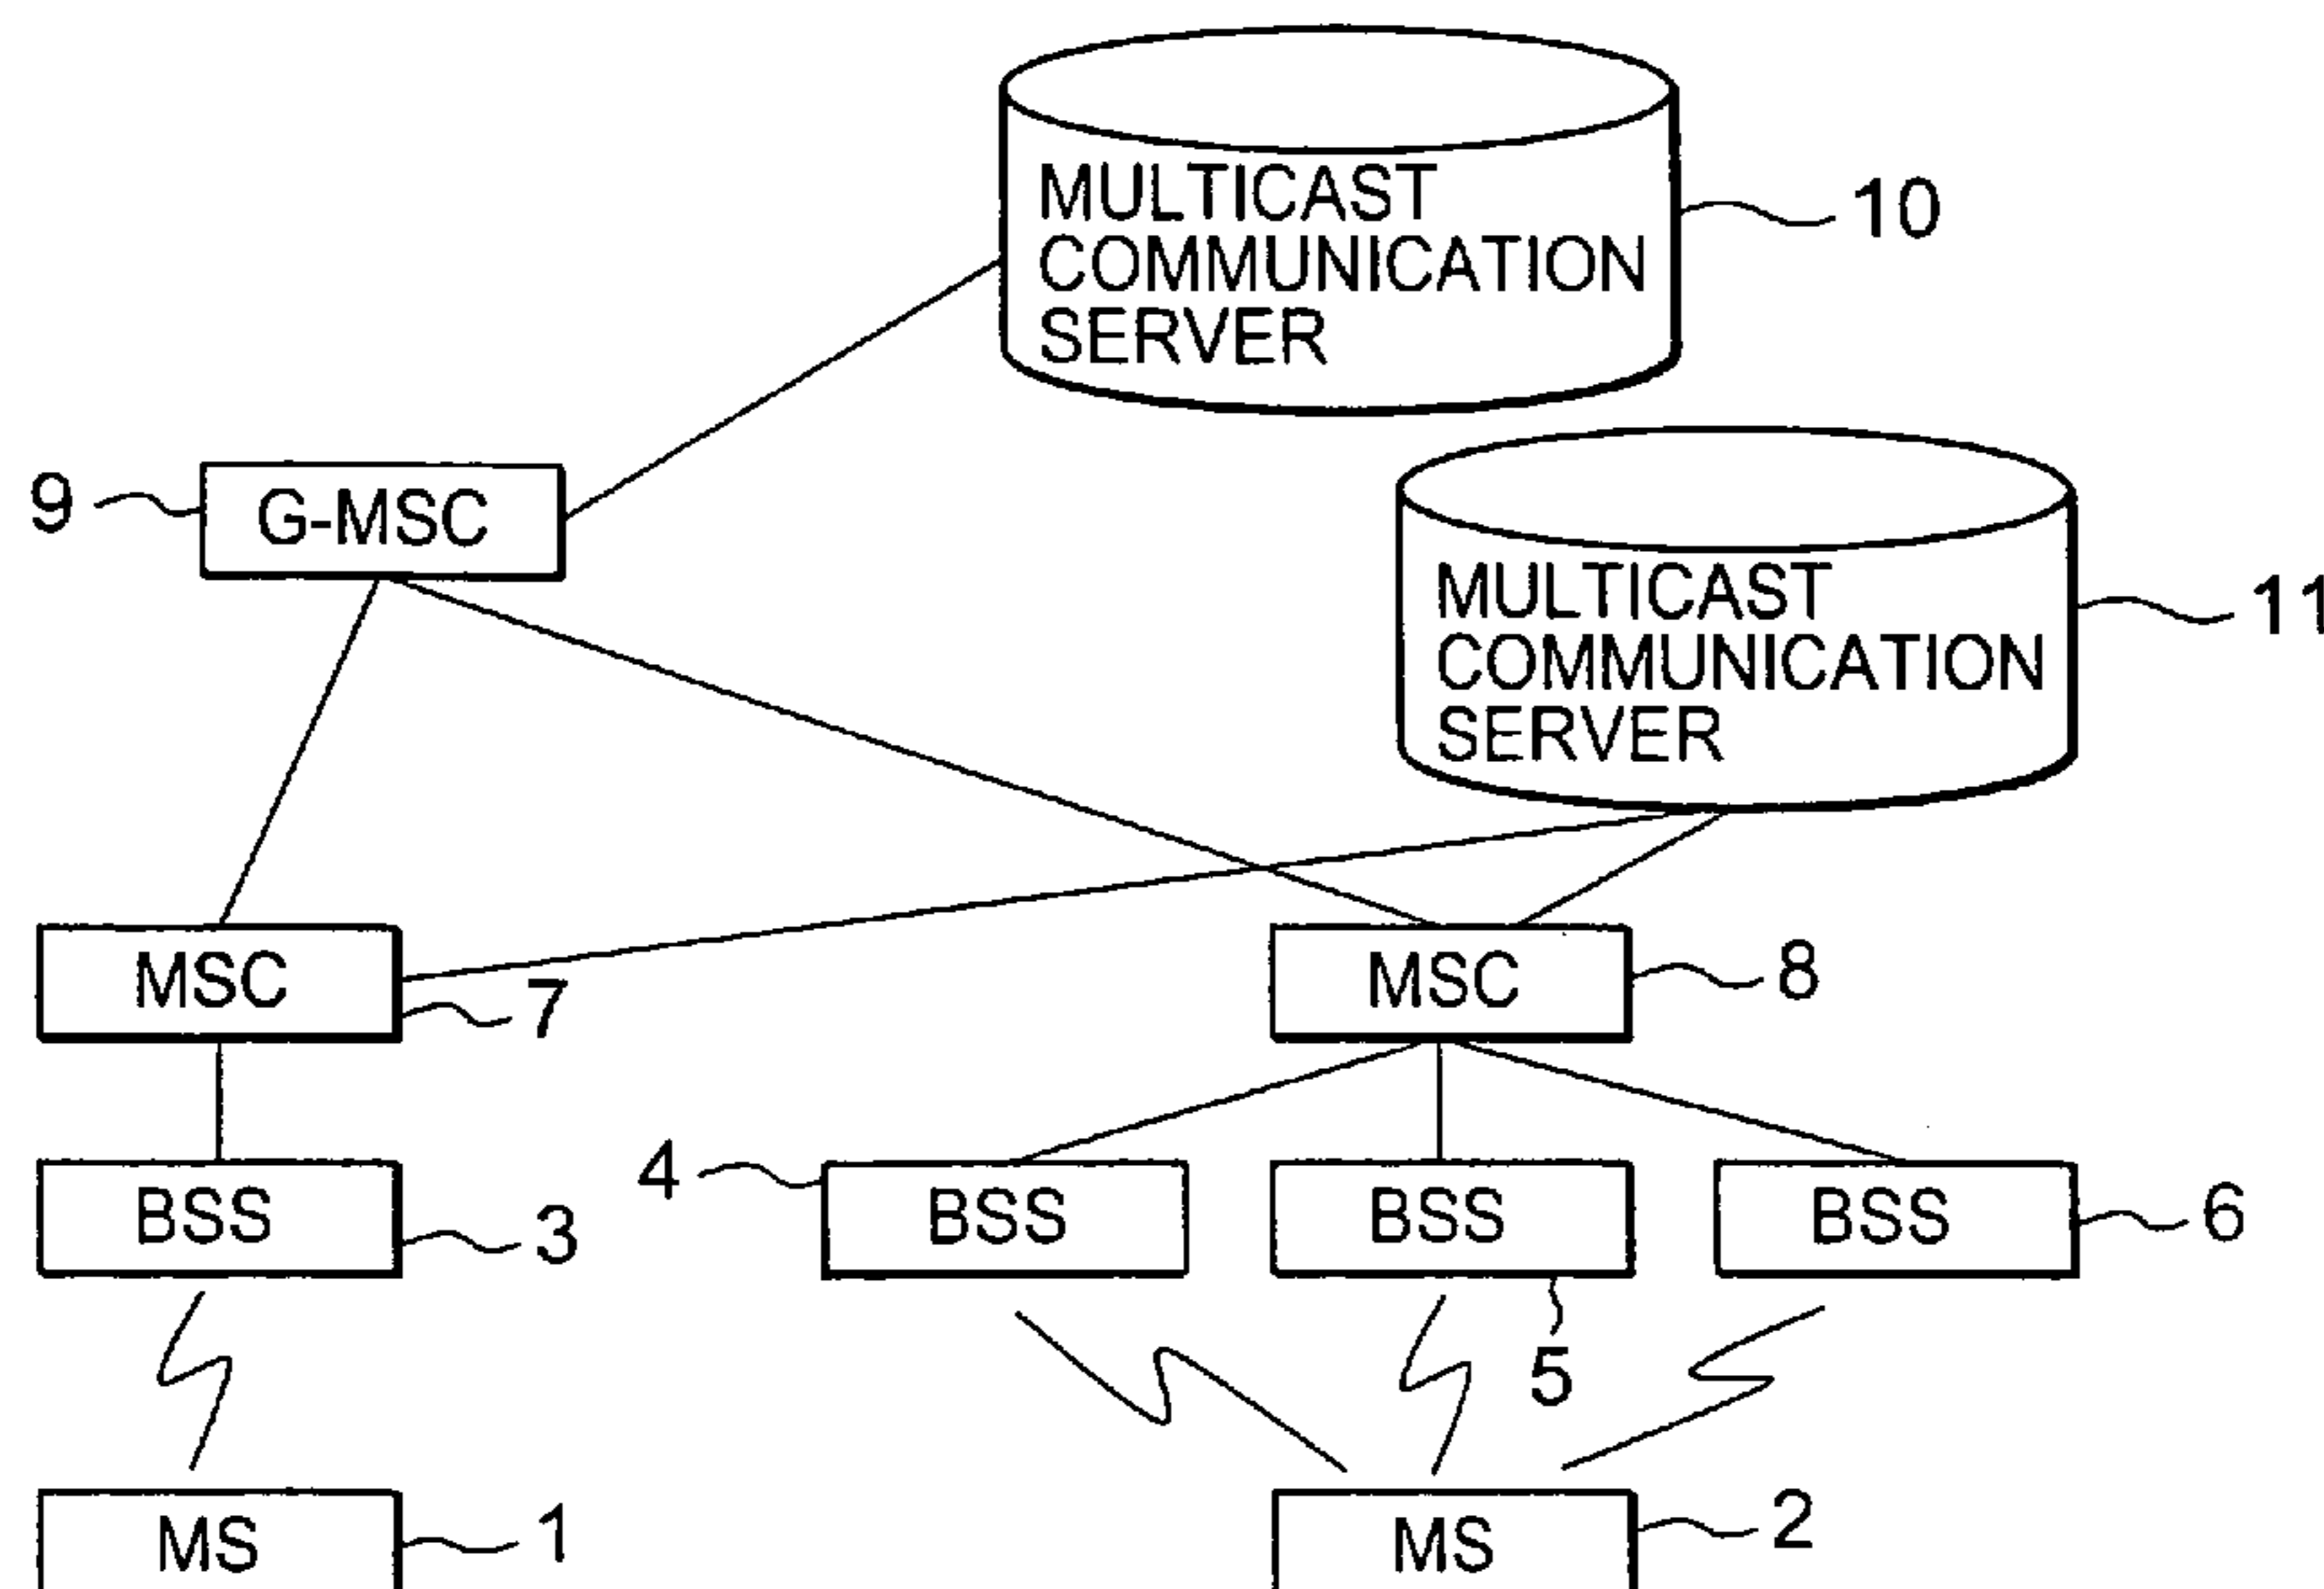 MULTICAST
COMMUNICATION
SERVER
10
9
G-MSC
MULTICAST
COMMUNICATION
SERVER
11
MSC
7
MSC
8
BSS
3
4
BSS
BSS
5
BSS
6
MS
1
MS
2